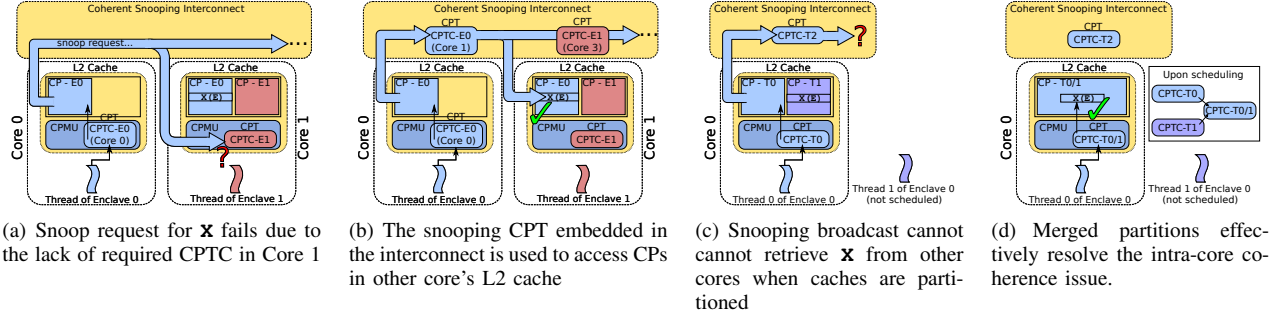 Coherent Snooping Interconnect
snoop request...
...
L2 Cache
CP - E0
CPMU
CPT
CPTC-E0
(Core 0)
Core 0
Thread of Enclave 0
L2 Cache
CP - E0
X(E)
CP - E1
CPMU
CPT
CPTC-E1
?
Core 1
Thread of Enclave 1
(a) Snoop request for X fails due to
the lack of required CPTC in Core 1
Coherent Snooping Interconnect
CPT
CPTC-E0
(Core 1)
CPT
CPTC-E1
(Core 3)
...
L2 Cache
CP - E0
CPMU
CPT
CPTC-E0
(Core 0)
Core 0
Thread of Enclave 0
L2 Cache
CP - E0
X(E)
CP - E1
CPMU
CPT
CPTC-E1
Core 1
Thread of Enclave 1
(b) The snooping CPT embedded in
the interconnect is used to access CPs
in other core's L2 cache
Coherent Snooping Interconnect
CPT
CPTC-T2
?
L2 Cache
CP - T0
CP - T1
X(E)
CPMU
CPT
CPTC-T0
Core 0
Thread 0 of Enclave 0
Thread 1 of Enclave 0
(not scheduled)
(c) Snooping broadcast cannot
cannot retrieve X from other
cores when caches are parti-
tioned
Coherent Snooping Interconnect
CPT
CPTC-T2
L2 Cache
CP - T0/1
X(E)
CPMU
CPT
CPTC-T0/1
Core 0
Thread 0 of Enclave 0
Upon scheduling
CPTC-T0
CPTC-T0/1
CPTC-T1
Thread 1 of Enclave 0
(not scheduled)
(d) Merged partitions effec-
tively resolve the intra-core co-
herence issue.